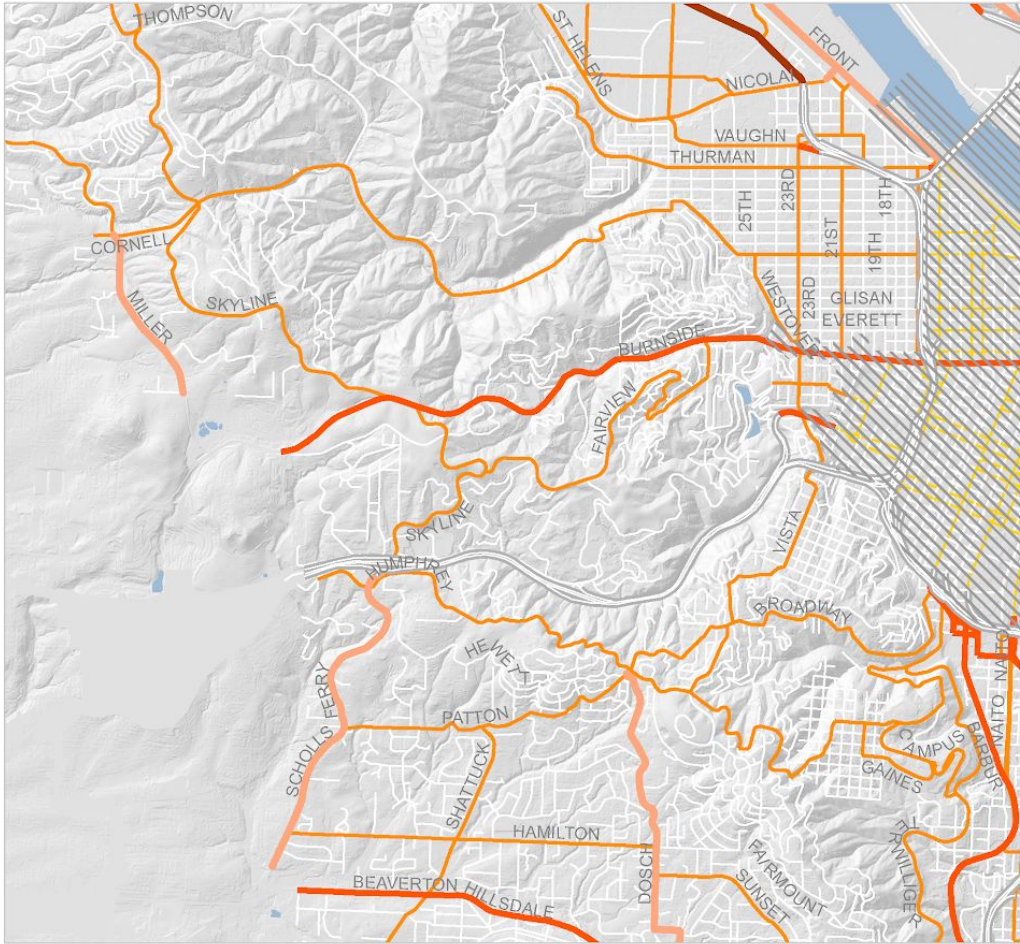 THOMPSON
ST HELENS
FRONT
NICOLAI
VAUGHN
THURMAN
25TH
23RD
21ST
19TH
18TH
CORNELL
MILLER
SKYLINE
WESTOVER
23RD
GLISAN
EVERETT
BURNSIDE
FAIRVIEW
SKYLINE
VISTA
HUMPHREY
BROADWAY
HEWETT
SCHOLLS FERRY
PATTON
SHATTUCK
NAITO
NAITO
BARBUR
CAMPUS
GAINES
TERWILLIGER
HAMILTON
DOSCH
FAIRMOUNT
SUNSET
BEAVERTON HILLSDALE